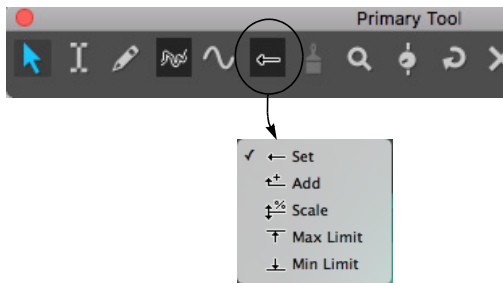 Primary Tool
✓ Set
Add
Scale
Max Limit
Min Limit